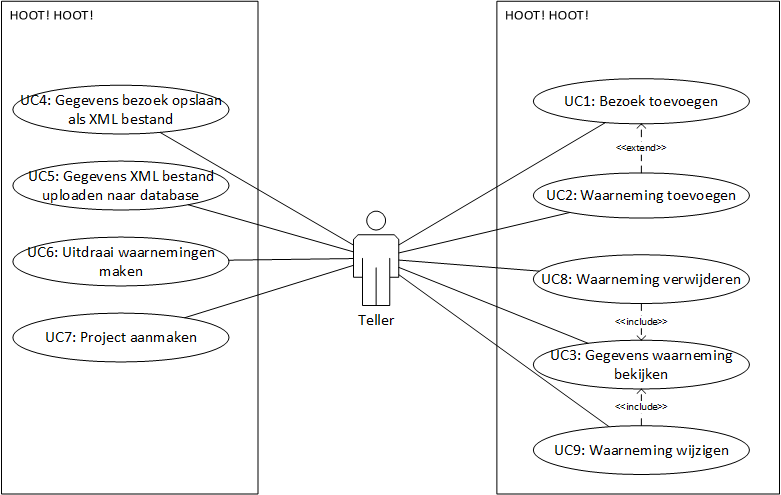 HOOT! HOOT!
UC4: Gegevens bezoek opslaan
als XML bestand
UC5: Gegevens XML bestand
uploaden naar database
UC6: Uitdraai waarnemingen
maken
UC7: Project aanmaken
Teller
HOOT! HOOT!
UC1: Bezoek toevoegen
<<extend>>
UC2: Waarneming toevoegen
UC8: Waarneming verwijderen
<<include>>
UC3: Gegevens waarneming
bekijken
<<include>>
UC9: Waarneming wijzigen